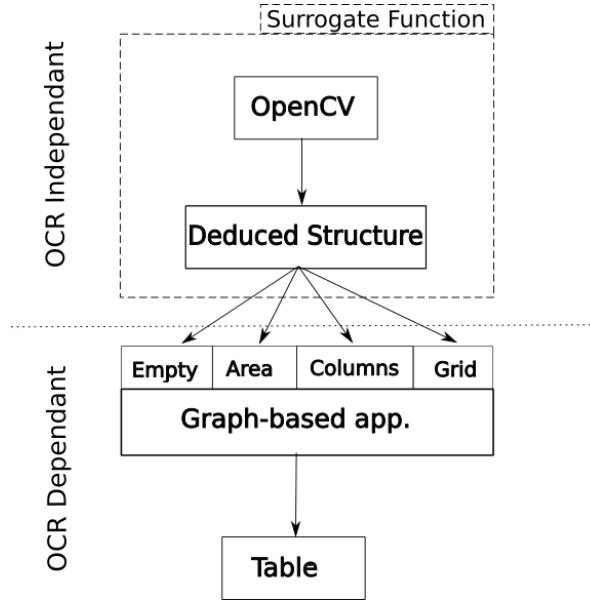 Surrogate Function
OCR Independant
OpenCV
Deduced Structure
OCR Dependant
Empty Area Columns Grid
Graph-based app.
Table